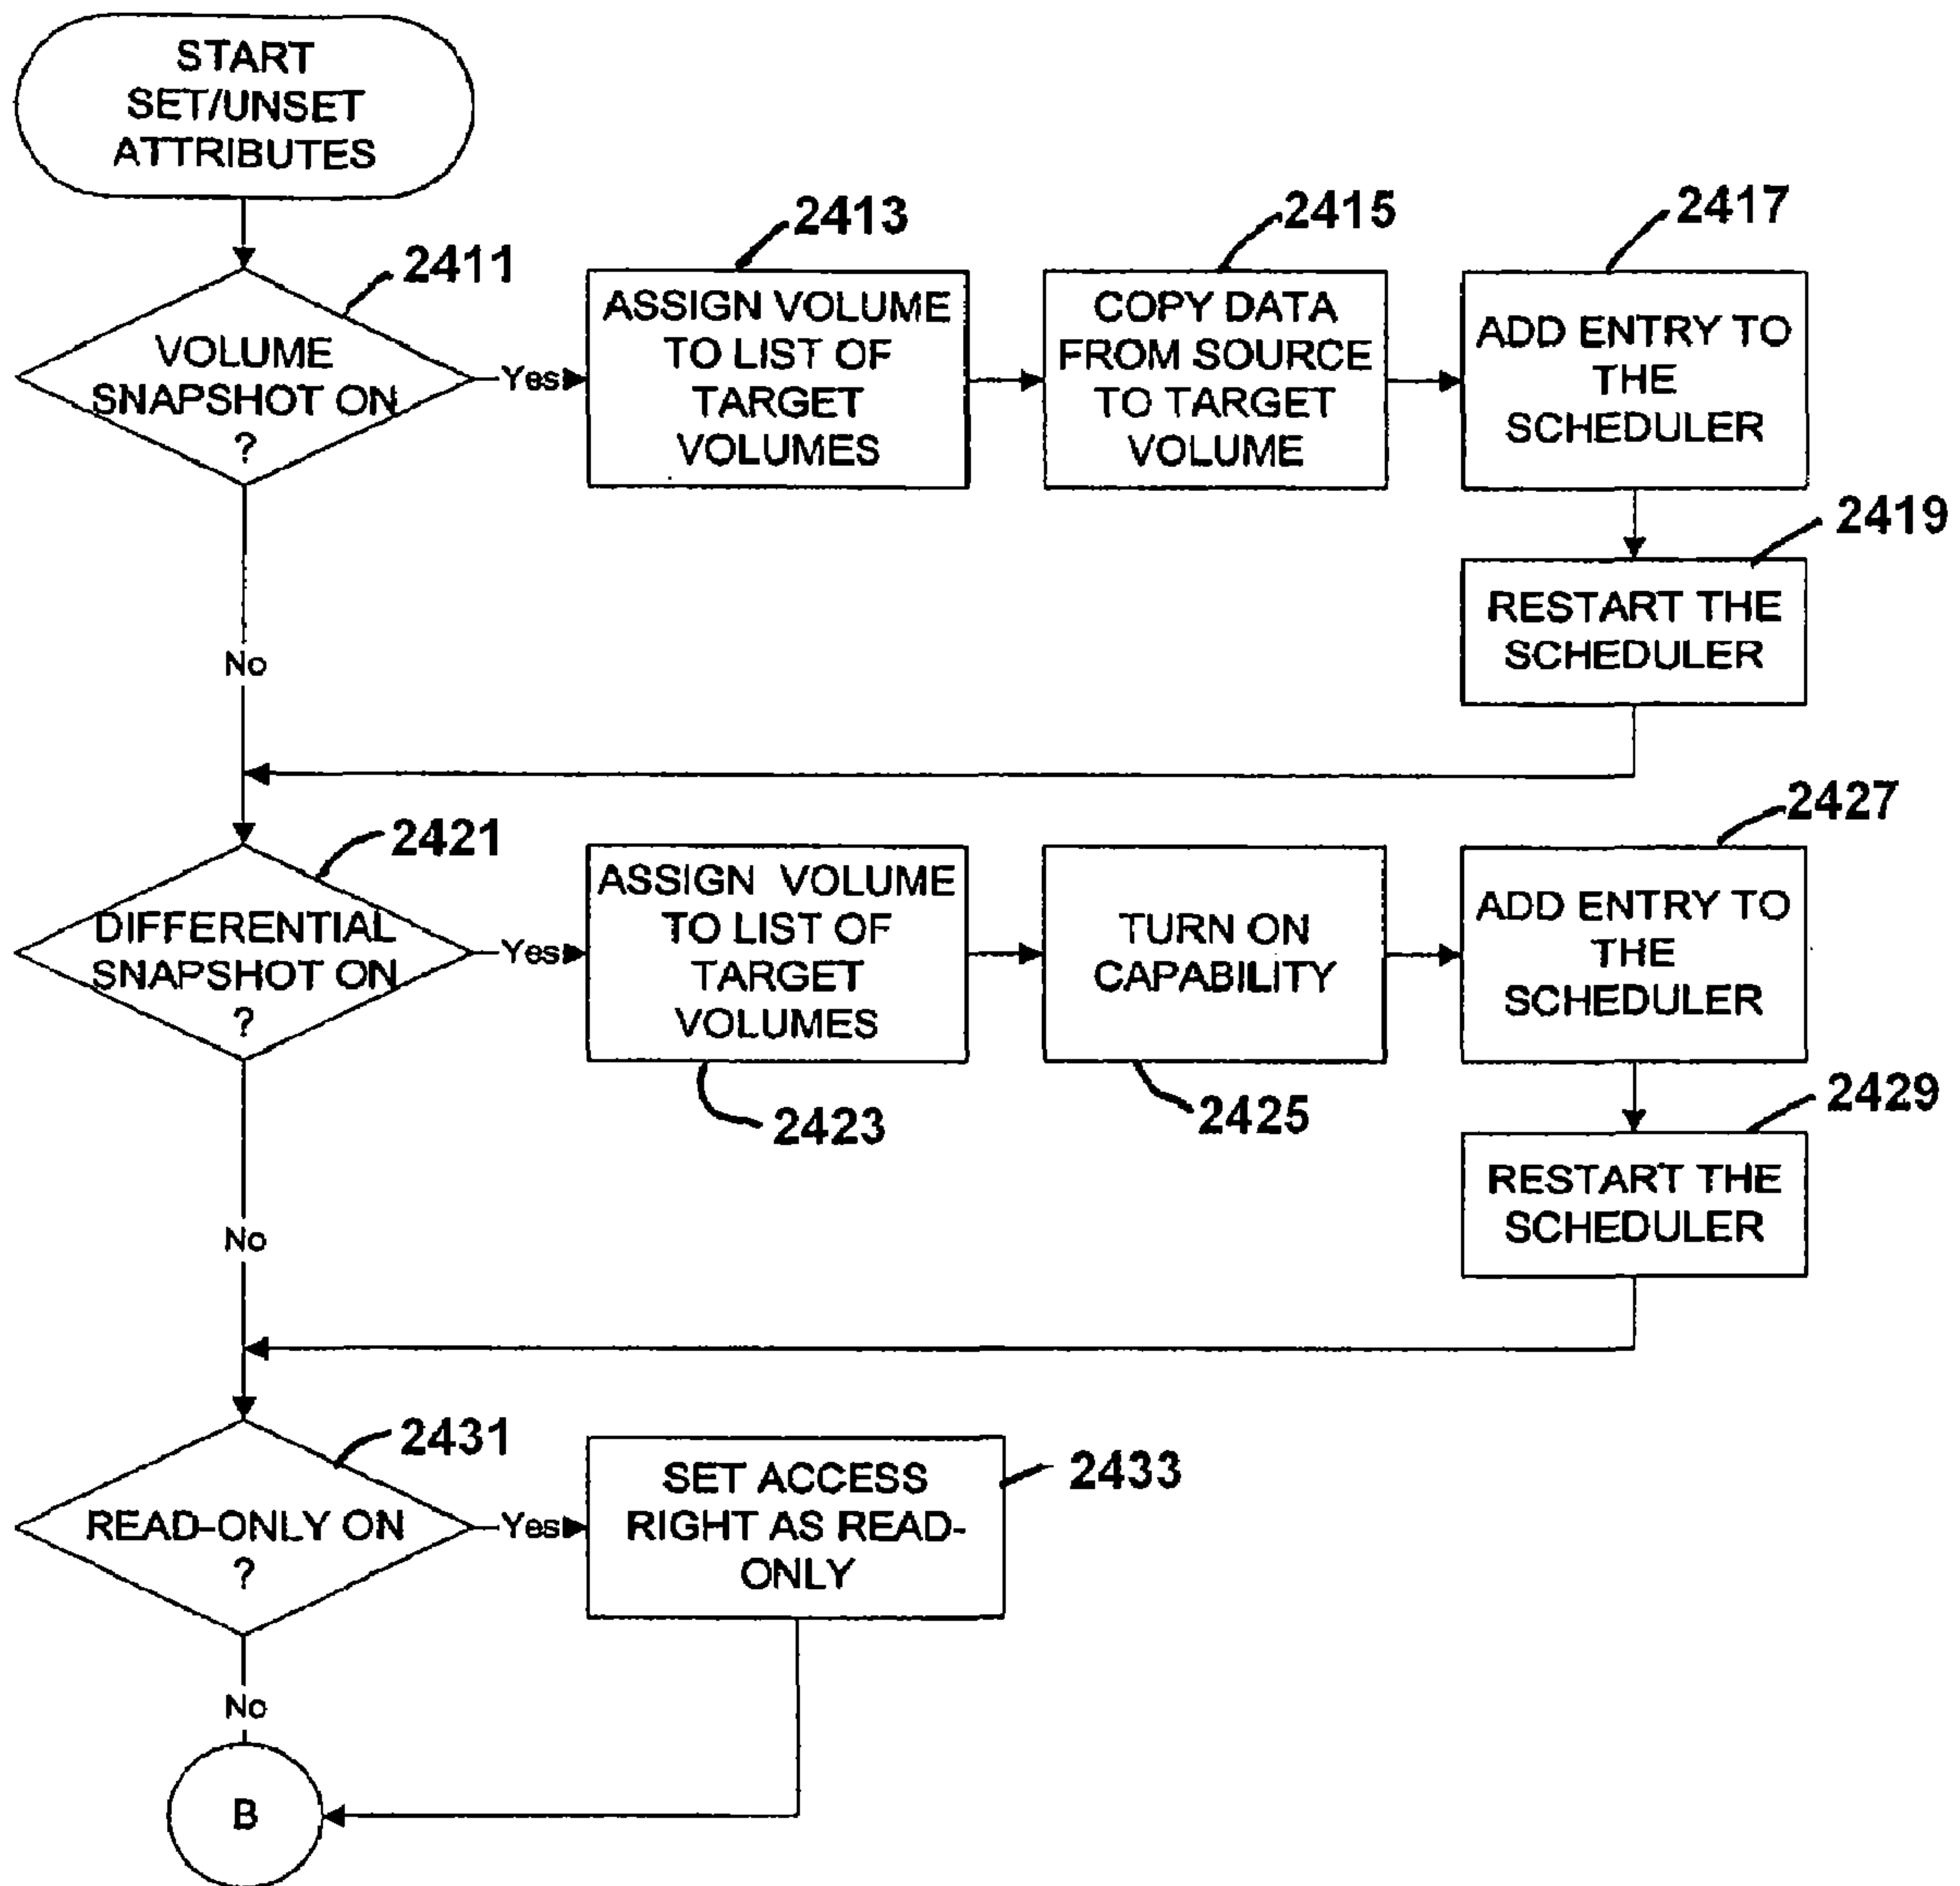 START
SET/UNSET
ATTRIBUTES
2411
VOLUME
SNAPSHOT ON
?
Yes
2413
ASSIGN VOLUME
TO LIST OF
TARGET
VOLUMES
2415
COPY DATA
FROM SOURCE
TO TARGET
VOLUME
2417
ADD ENTRY TO
THE
SCHEDULER
2419
RESTART THE
SCHEDULER
No
2421
DIFFERENTIAL
SNAPSHOT ON
?
Yes
ASSIGN VOLUME
TO LIST OF
TARGET
VOLUMES
2423
TURN ON
CAPABILITY
2425
2427
ADD ENTRY TO
THE
SCHEDULER
2429
RESTART THE
SCHEDULER
No
2431
READ-ONLY ON
?
Yes
2433
SET ACCESS
RIGHT AS READ-
ONLY
No
B